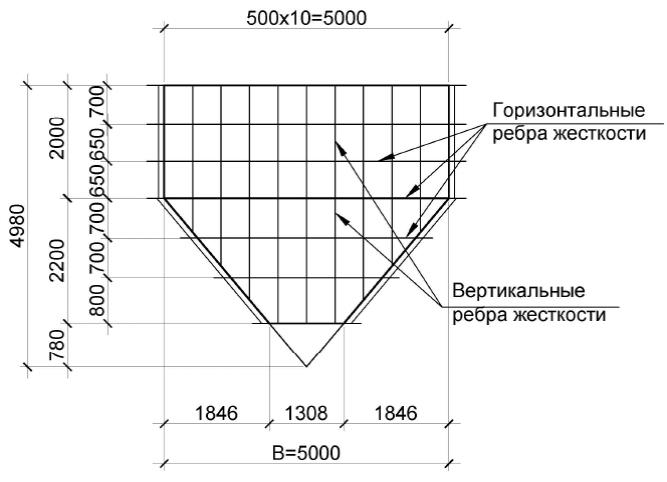 500x10=5000
700
2000
650
650
4980
700
2200
700
800
780
Горизонтальные
ребра жесткости
Вертикальные
ребра жесткости
1846
1308
1846
B=5000